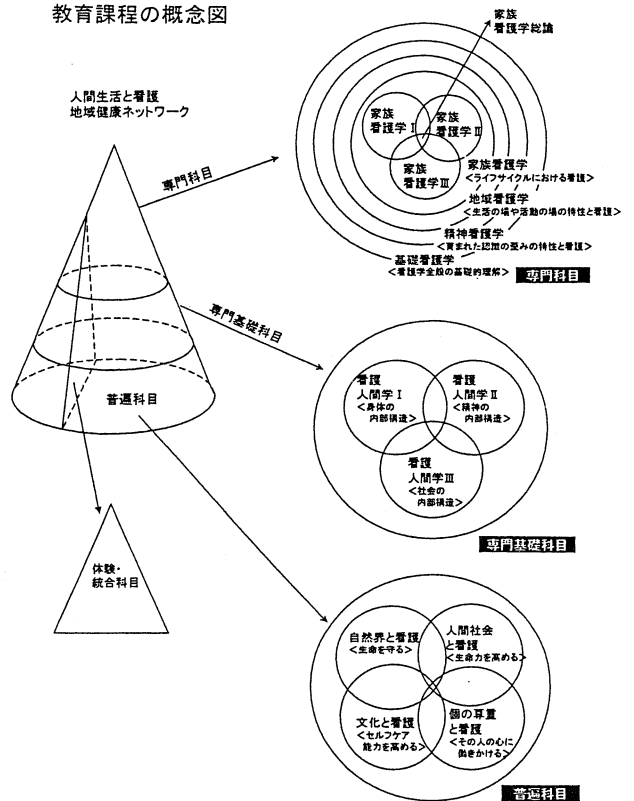 教育課程の概念図
人間生活と看護
地域健康ネットワーク
専門科目
専門基礎科目
普遍科目
体験・
統合科目
家族
看護学総論
家族
看護学Ⅰ
家族
看護学Ⅱ
家族
看護学Ⅲ
家族看護学
<ライフサイクルにおける看護>
地域看護学
<生活の場や活動の場の特性と看護>
精神看護学
<育まれた認識の歪みの特性と看護>
基礎看護学
<看護学全般の基礎的理解>
専門科目
看護
人間学Ⅰ
<身体の
内部構造>
看護
人間学Ⅱ
<精神の
内部構造>
看護
人間学Ⅲ
<社会の
内部構造>
専門基礎科目
自然界と看護
<生命を守る>
人間社会
と看護
<生命力を高める>
文化と看護
<セルフケア
能力を高める>
個の尊重
と看護
<その人の心に
働きかける>
普遍科目